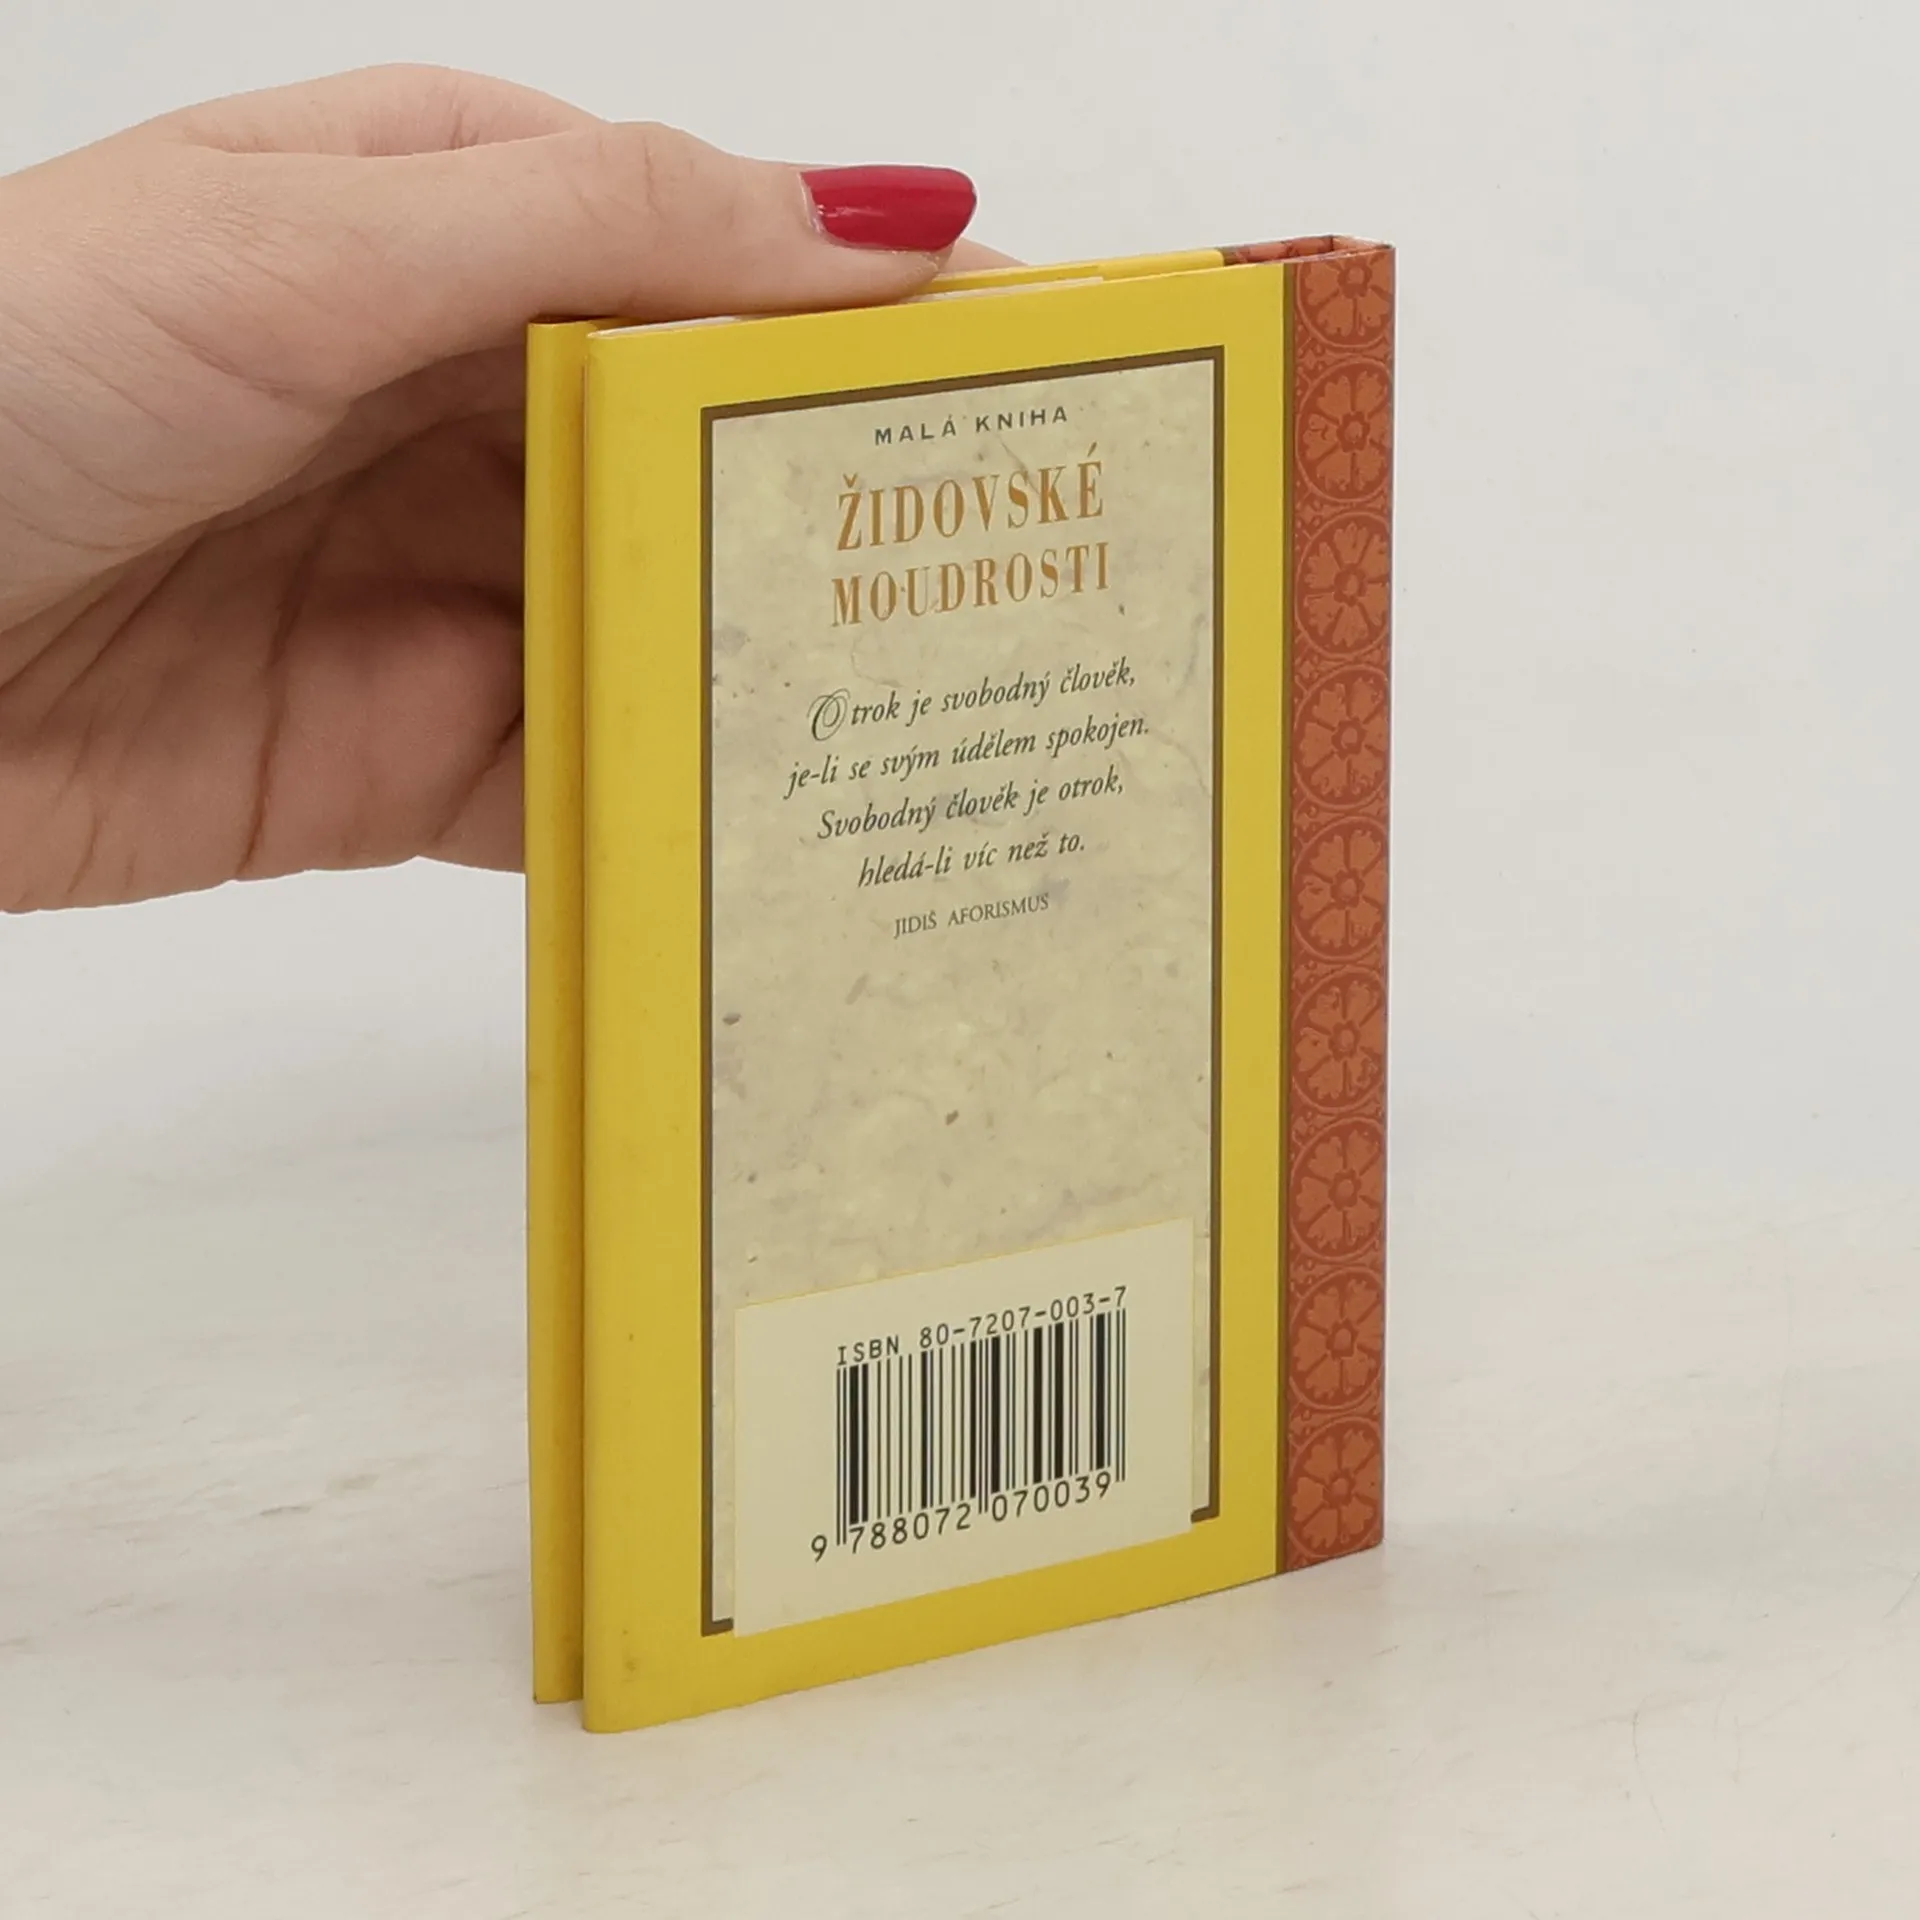 MALÁ KNIHA
ŽIDOVSKÉ
MOUDROSTI
Otrok je svobodný člověk,
je-li se svým údělem spokojen.
Svobodný člověk je otrok,
hledá-li víc než to.
JIDIŠ AFORISMUS
ISBN 80-7207-003-7
9 788072 070039